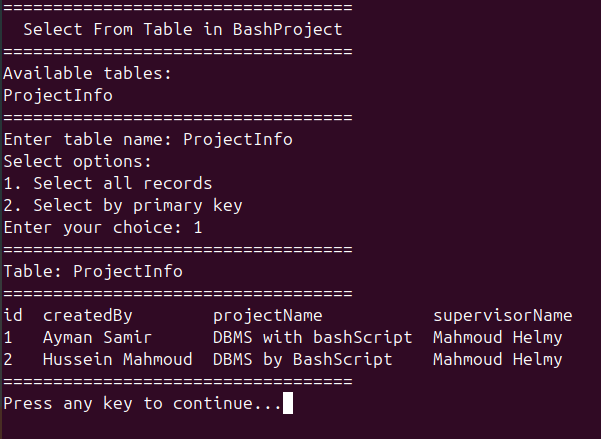 ===================================
  Select From Table in BashProject
===================================
Available tables:
ProjectInfo
===================================
Enter table name: ProjectInfo
Select options:
1. Select all records
2. Select by primary key
Enter your choice: 1
===================================
Table: ProjectInfo
===================================
id  createdBy        projectName           supervisorName
1   Ayman Samir      DBMS with bashScript  Mahmoud Helmy
2   Hussein Mahmoud  DBMS by BashScript    Mahmoud Helmy
===================================
Press any key to continue...